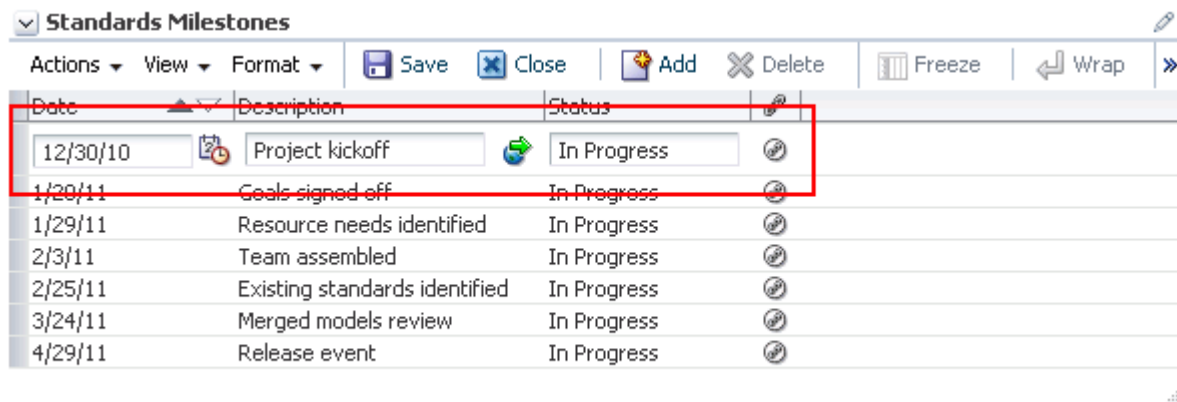 Standards Milestones
Actions View Format Save Close Add Delete Freeze Wrap »
Date Description Status
12/30/10 Project kickoff In Progress
1/20/11 Goals signed off In Progress
1/29/11 Resource needs identified In Progress
2/3/11 Team assembled In Progress
2/25/11 Existing standards identified In Progress
3/24/11 Merged models review In Progress
4/29/11 Release event In Progress